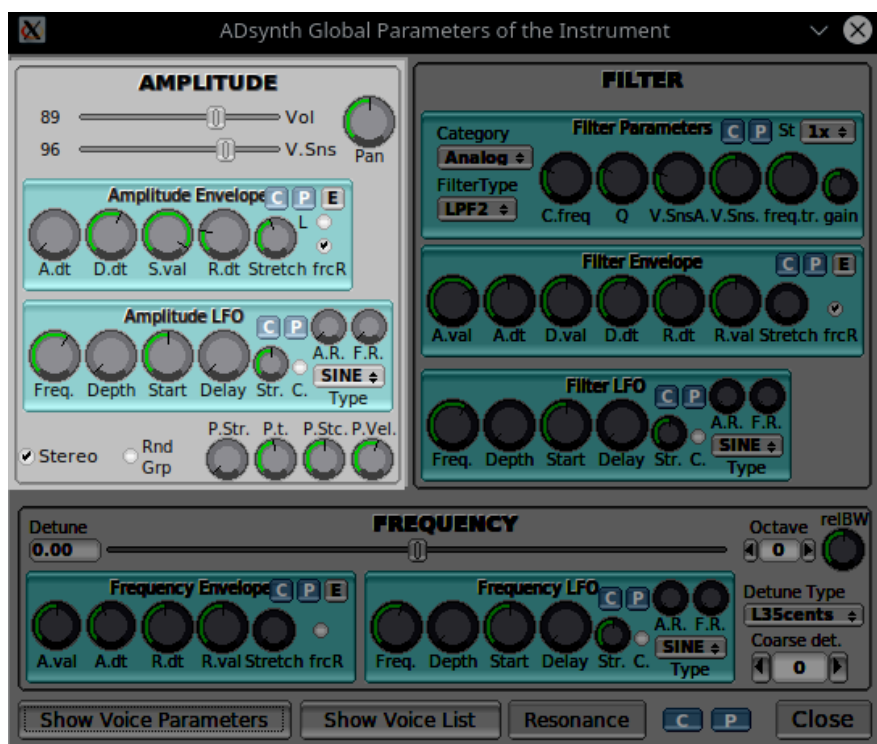 ADsynth Global Parameters of the Instrument
AMPLITUDE
89 Vol
96 V.Sns
Pan
Amplitude Envelope C P E
L
A.dt D.dt S.val R.dt Stretch frcR
Amplitude LFO
C P
A.R. F.R.
SINE
Freq. Depth Start Delay Str. C. Type
P.Str. P.t. P.Stc. P.Vel.
Stereo
Rnd
Grp
FILTER
Category
Filter Parameters C P St 1x
Analog
FilterType
LPF2
C.freq Q V.SnsA. V.Sns. freq.tr. gain
Filter Envelope C P E
A.val A.dt D.val D.dt R.dt R.val Stretch frcR
Filter LFO
C P
A.R. F.R.
SINE
Freq. Depth Start Delay Str. C. Type
Detune
FREQUENCY
Octave relBW
0.00
0
Frequency Envelope C P E
A.val A.dt R.dt R.val Stretch frcR
Frequency LFO C P
A.R. F.R.
SINE
Freq. Depth Start Delay Str. C. Type
Detune Type
L35cents
Coarse det.
0
Show Voice Parameters Show Voice List Resonance C P Close